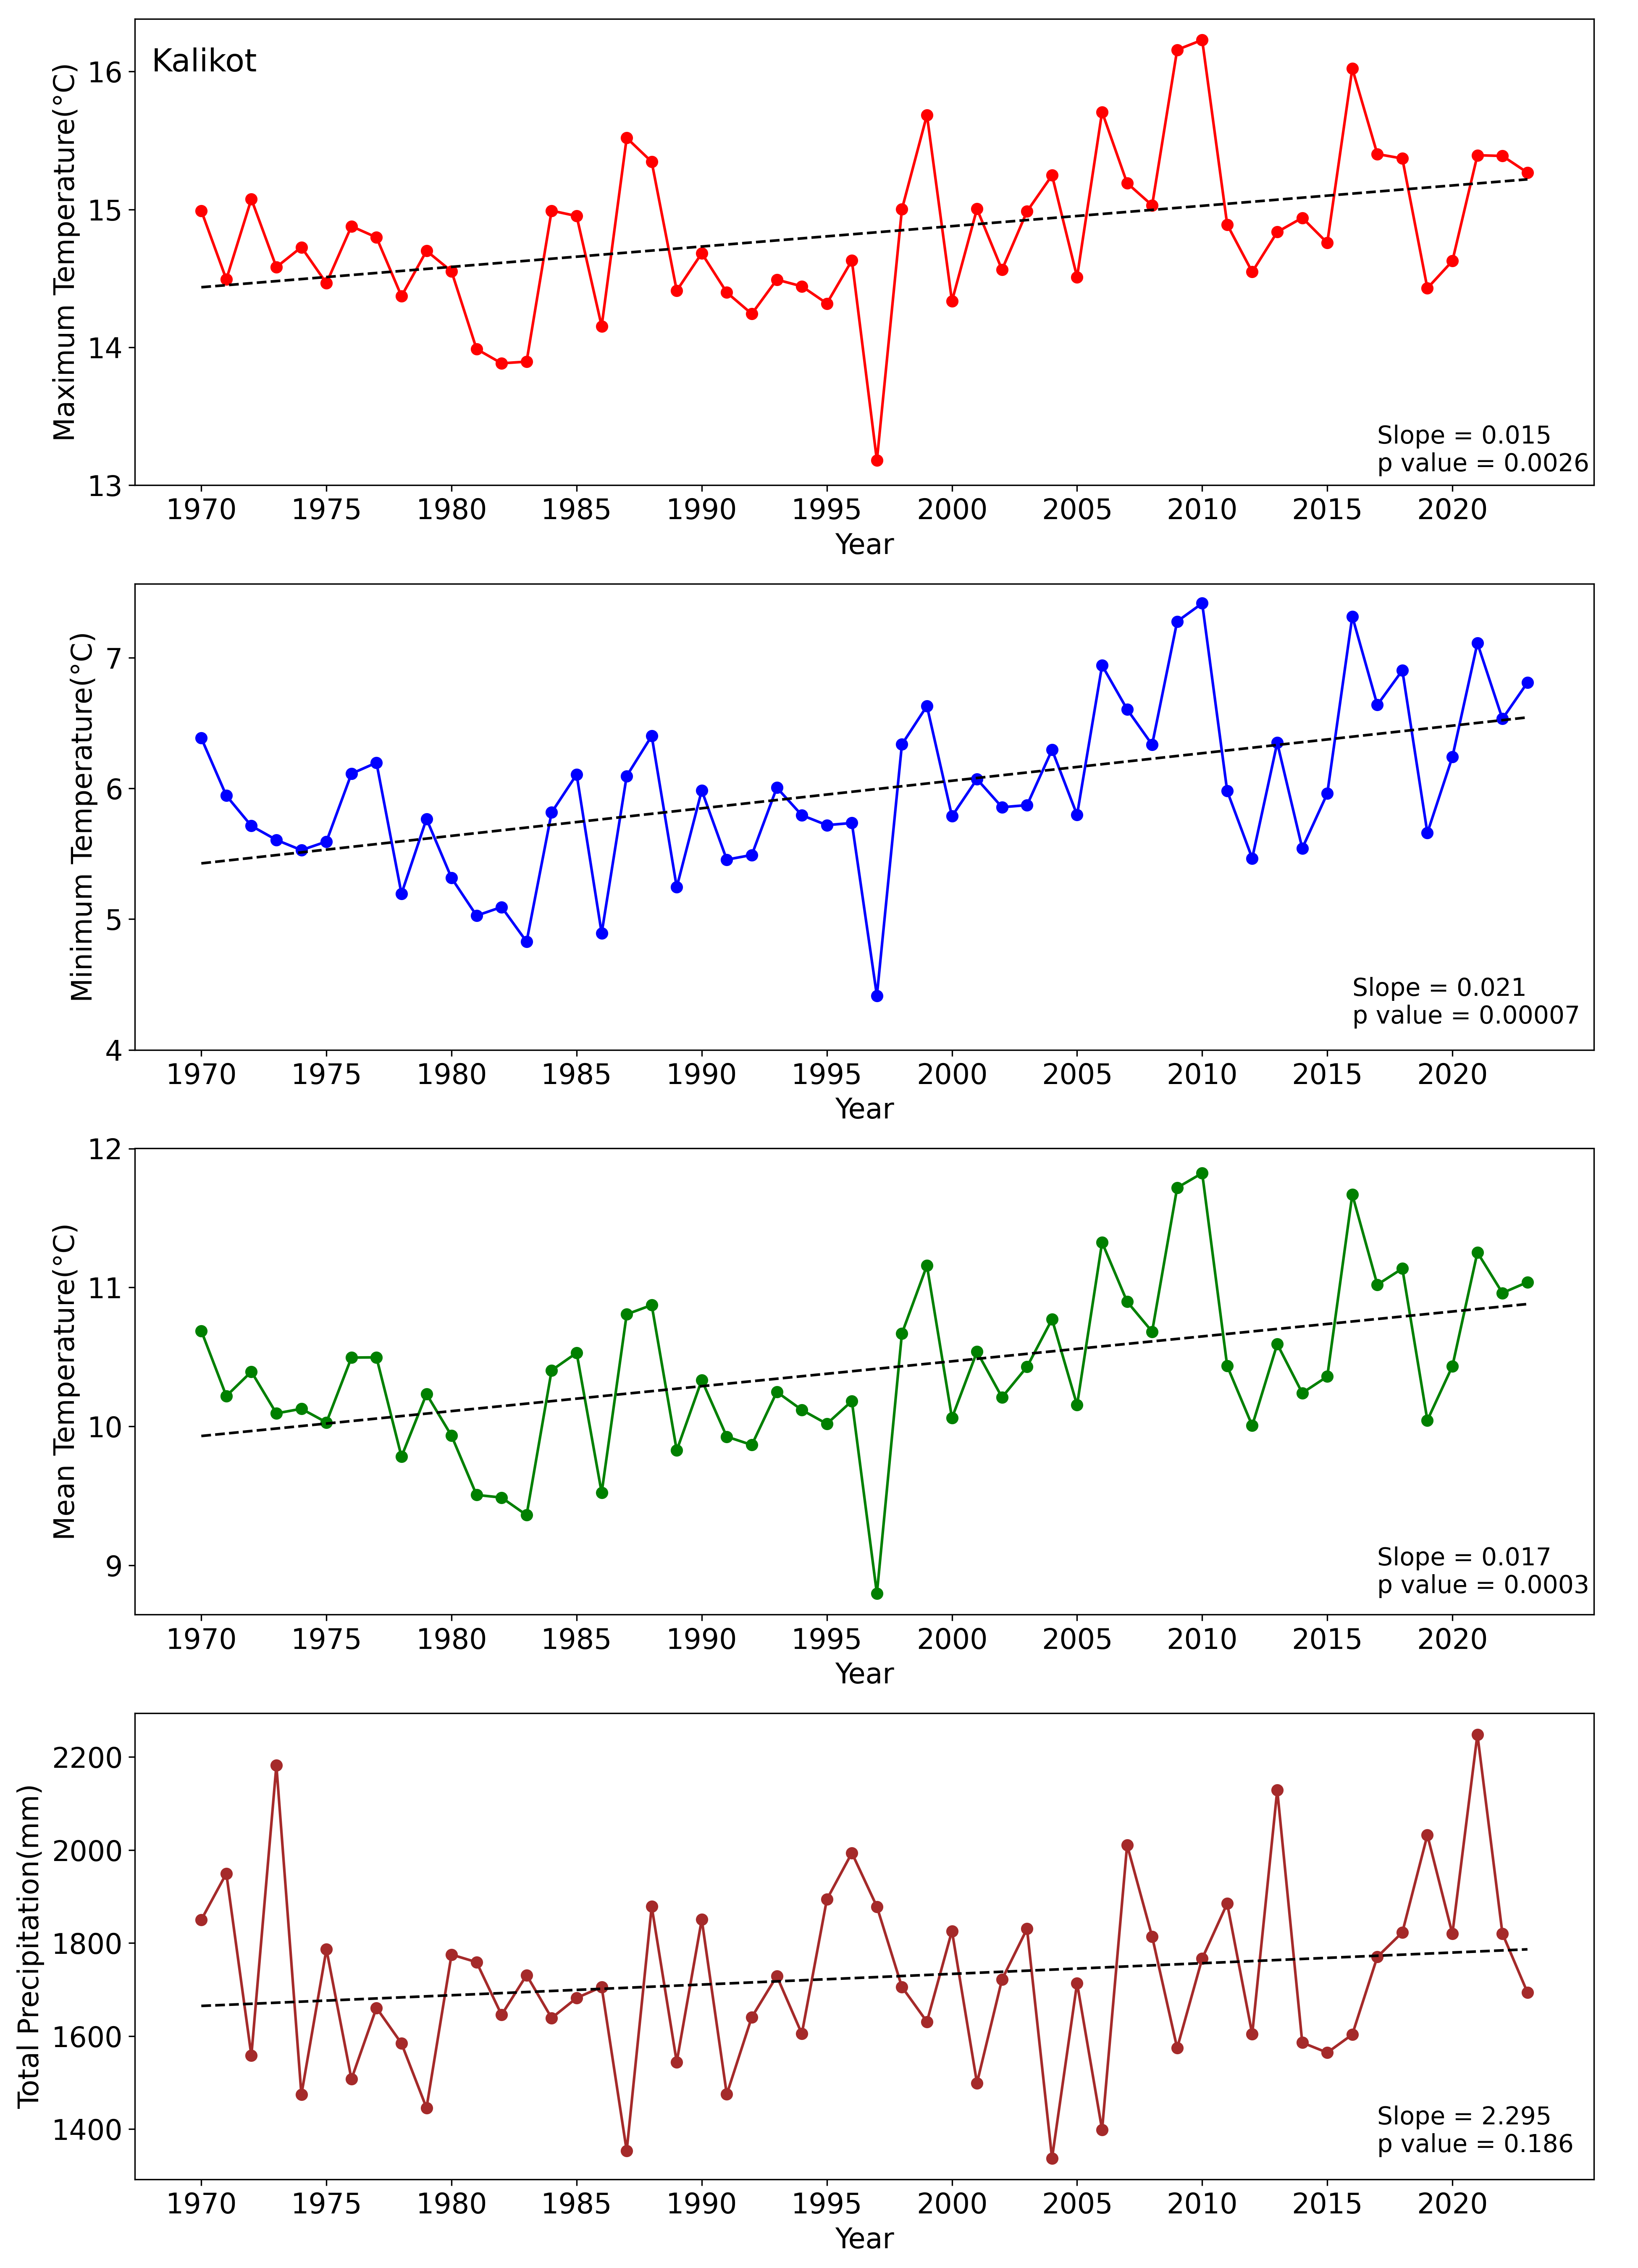 Kalikot
Maximum Temperature(°C)
16
15
14
13
Slope = 0.015
p value = 0.0026
1970 1975 1980 1985 1990 1995 2000 2005 2010 2015 2020
Year
Minimum Temperature(°C)
7
6
5
4
Slope = 0.021
p value = 0.00007
1970 1975 1980 1985 1990 1995 2000 2005 2010 2015 2020
Year
Mean Temperature(°C)
12
11
10
9
Slope = 0.017
p value = 0.0003
1970 1975 1980 1985 1990 1995 2000 2005 2010 2015 2020
Year
Total Precipitation(mm)
2200
2000
1800
1600
1400
Slope = 2.295
p value = 0.186
1970 1975 1980 1985 1990 1995 2000 2005 2010 2015 2020
Year